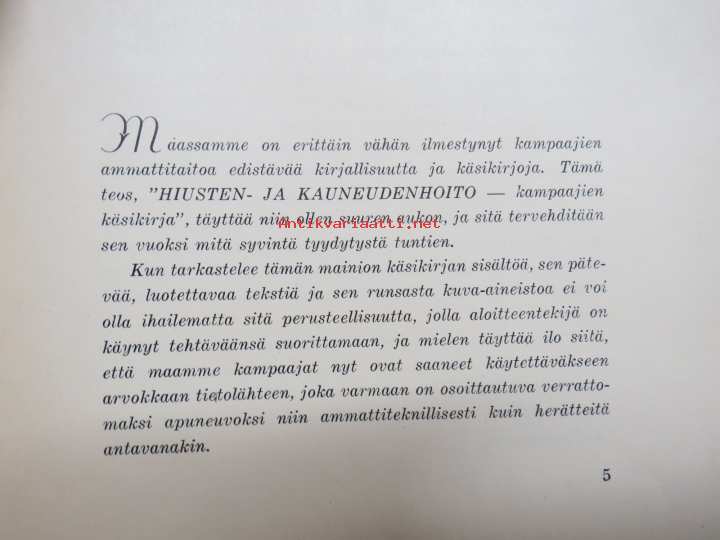 Maassamme on erittäin vähän ilmestynyt kampaajien
ammattitaitoa edistävää kirjallisuutta ja käsikirjoja. Tämä
teos, "HIUSTEN- JA KAUNEUDENHOITO — kampaajien
käsikirja", täyttää niin ollen suuren aukon, ja sitä tervehditään
Antikvariaatti.net
sen vuoksi mitä syvintä tyydytystä tuntien.
Kun tarkastelee tämän mainion käsikirjan sisältöä, sen päte-
vää, luotettavaa tekstiä ja sen runsasta kuva-aineistoa ei voi
olla ihailematta sitä perusteellisuutta, jolla aloitteentekijä on
käynyt tehtäväänsä suorittamaan, ja mielen täyttää ilo siitä,
että maamme kampaajat nyt ovat saaneet käytettäväkseen
arvokkaan tietolähteen, joka varmaan on osoittautuva verratto-
maksi apuneuvoksi niin ammattiteknillisesti kuin herätteitä
antavanakin.
5